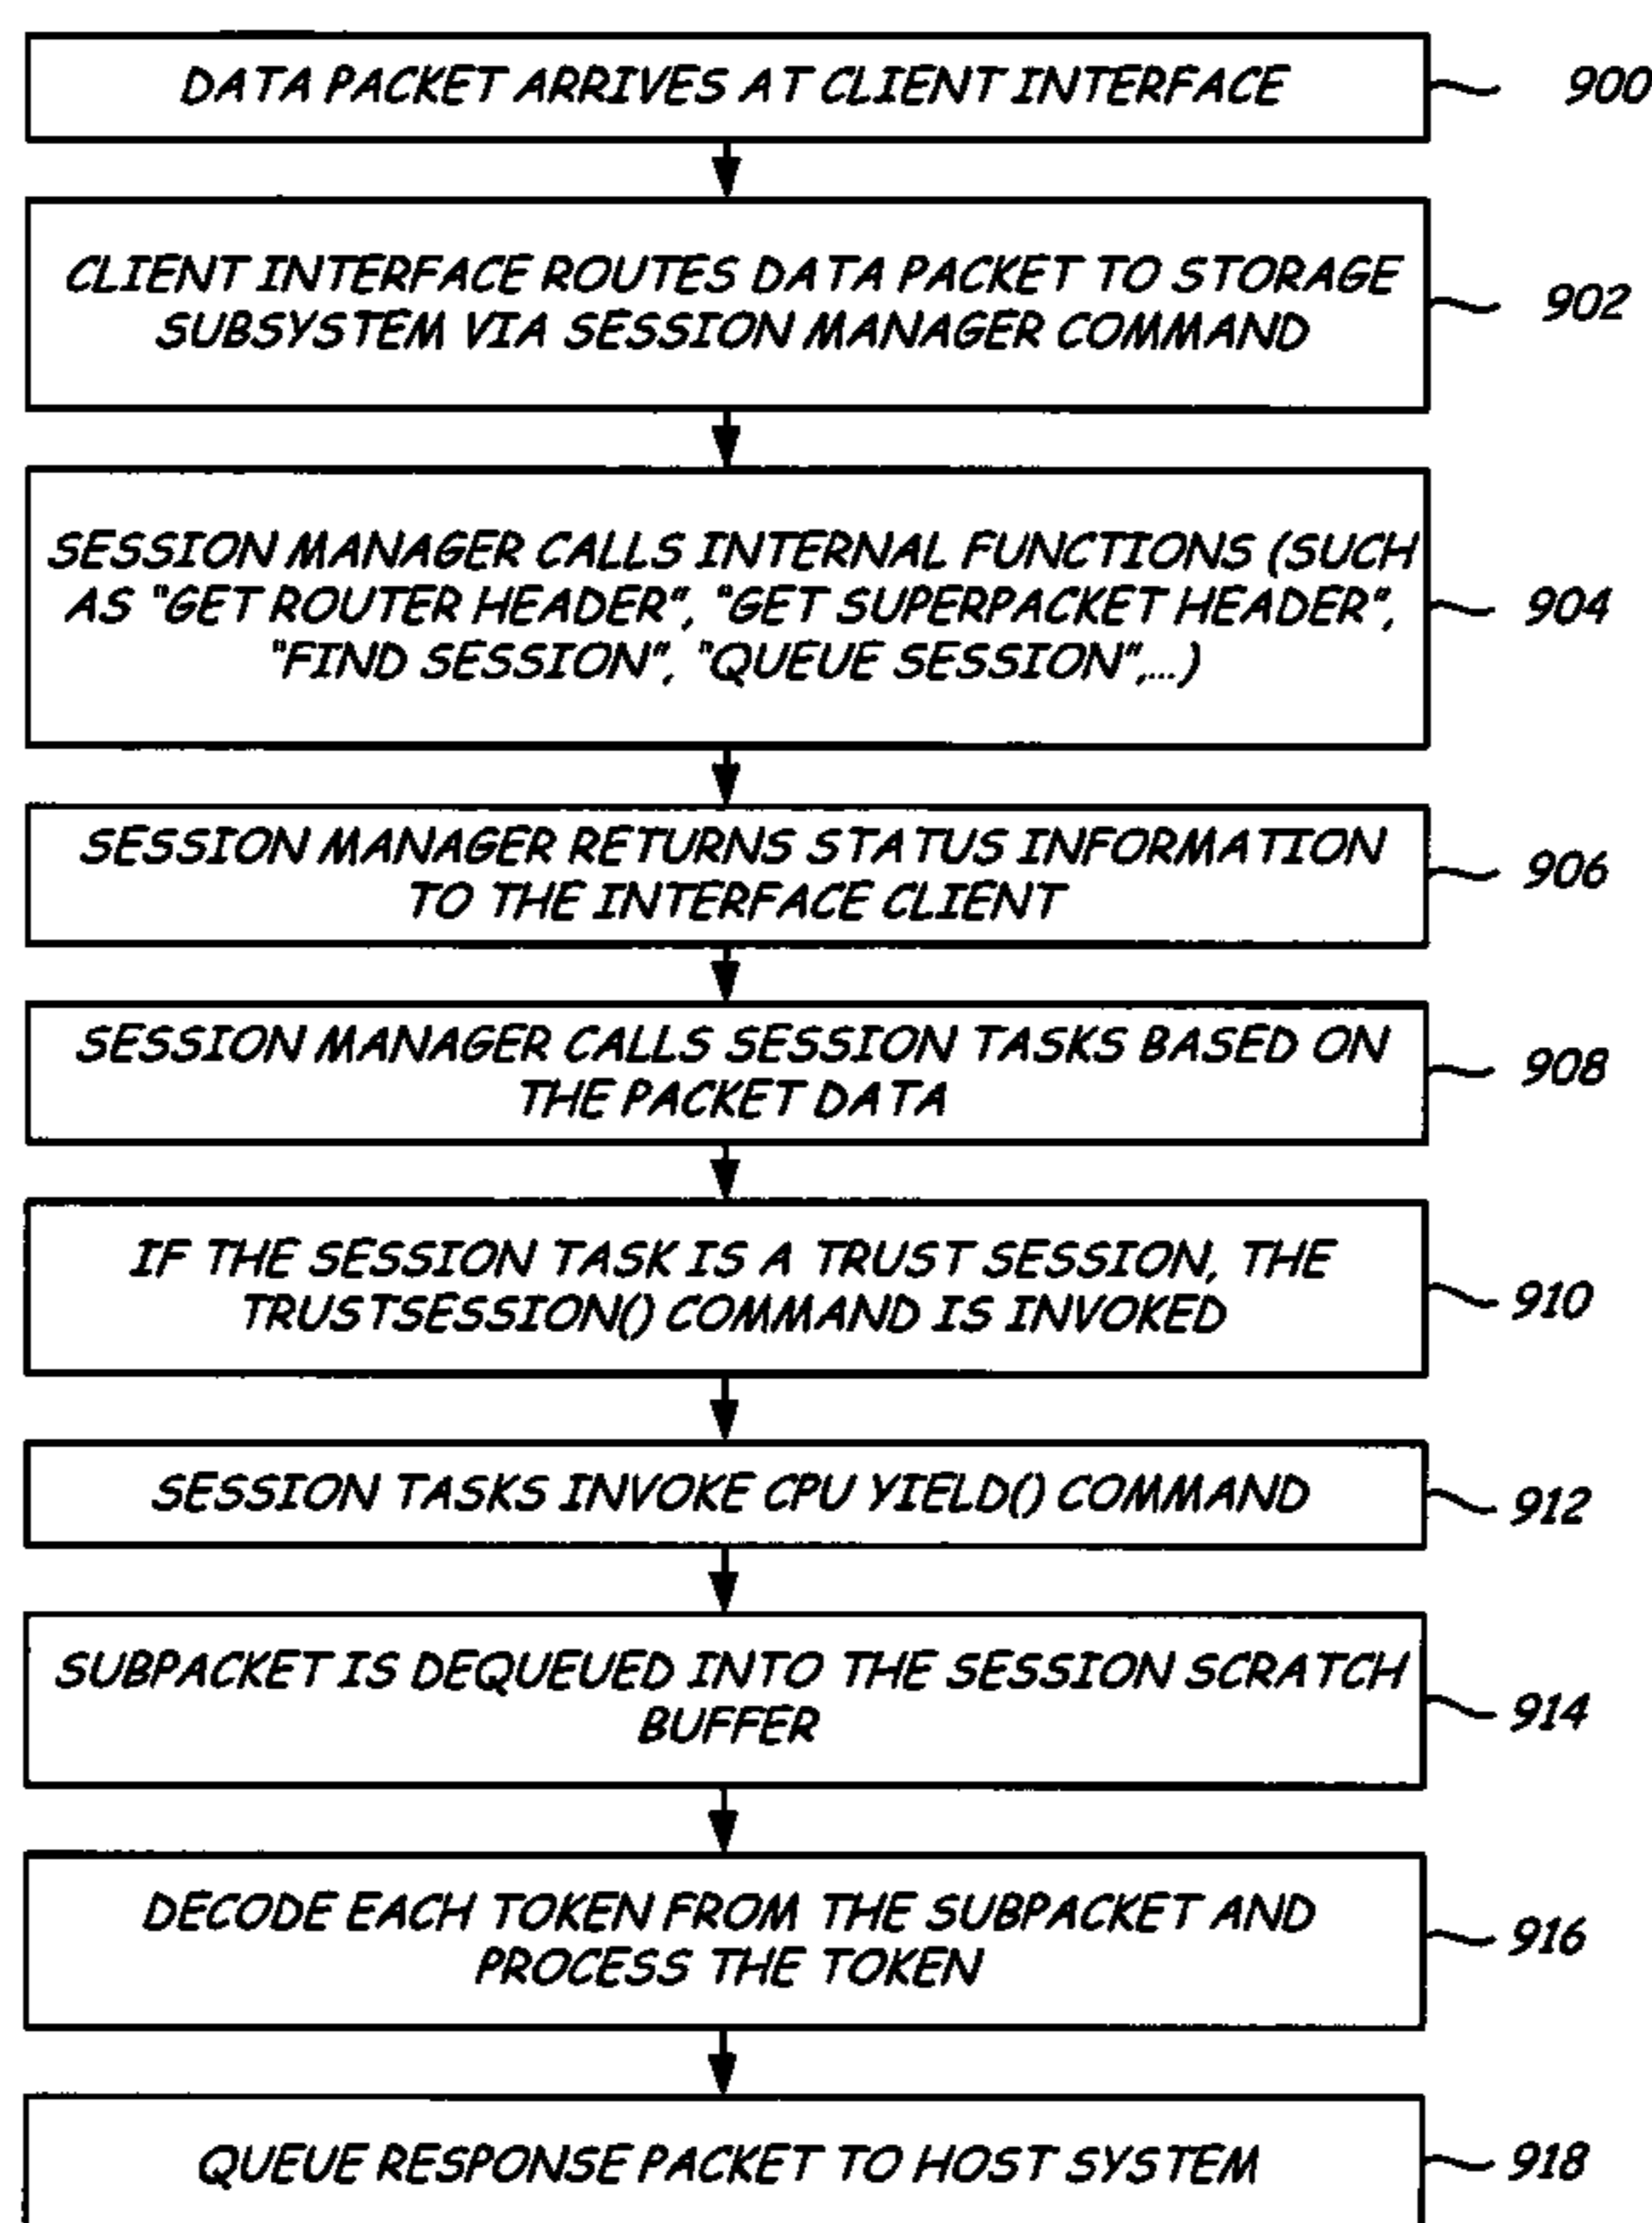 DATA PACKET ARRIVES AT CLIENT INTERFACE
900
CLIENT INTERFACE ROUTES DATA PACKET TO STORAGE
SUBSYSTEM VIA SESSION MANAGER COMMAND
902
SESSION MANAGER CALLS INTERNAL FUNCTIONS (SUCH
AS "GET ROUTER HEADER", "GET SUPERPACKET HEADER",
"FIND SESSION", "QUEUE SESSION",...)
904
SESSION MANAGER RETURNS STATUS INFORMATION
TO THE INTERFACE CLIENT
906
SESSION MANAGER CALLS SESSION TASKS BASED ON
THE PACKET DATA
908
IF THE SESSION TASK IS A TRUST SESSION, THE
TRUSTSESSION() COMMAND IS INVOKED
910
SESSION TASKS INVOKE CPU YIELD() COMMAND
912
SUBPACKET IS DEQUEUED INTO THE SESSION SCRATCH
BUFFER
914
DECODE EACH TOKEN FROM THE SUBPACKET AND
PROCESS THE TOKEN
916
QUEUE RESPONSE PACKET TO HOST SYSTEM
918